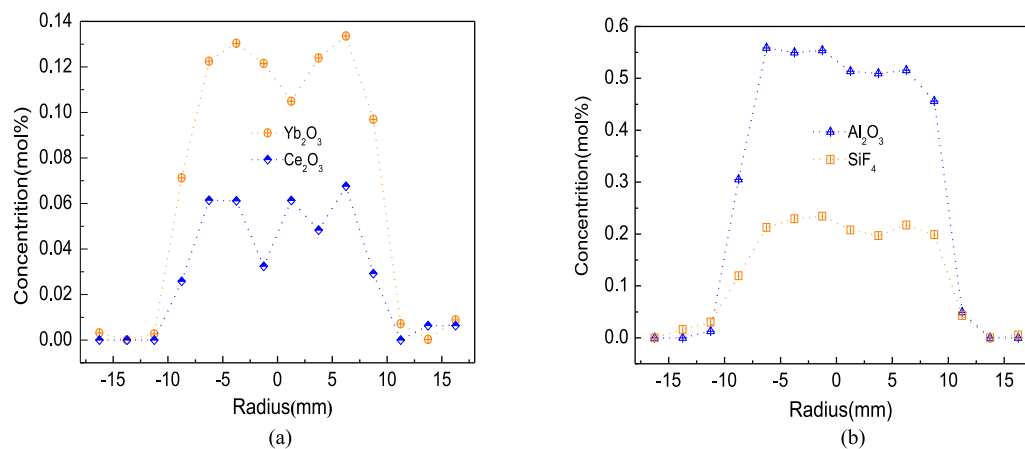 0.14
0.12
0.10
0.08
0.06
0.04
0.02
0.00
Concentrition(mol%)
Yb₂O₃
Ce₂O₃
-15 -10 -5 0 5 10 15
Radius(mm)
(a)
0.6
0.5
0.4
0.3
0.2
0.1
0.0
Concentrition(mol%)
Al₂O₃
SiF₄
-15 -10 -5 0 5 10 15
Radius(mm)
(b)